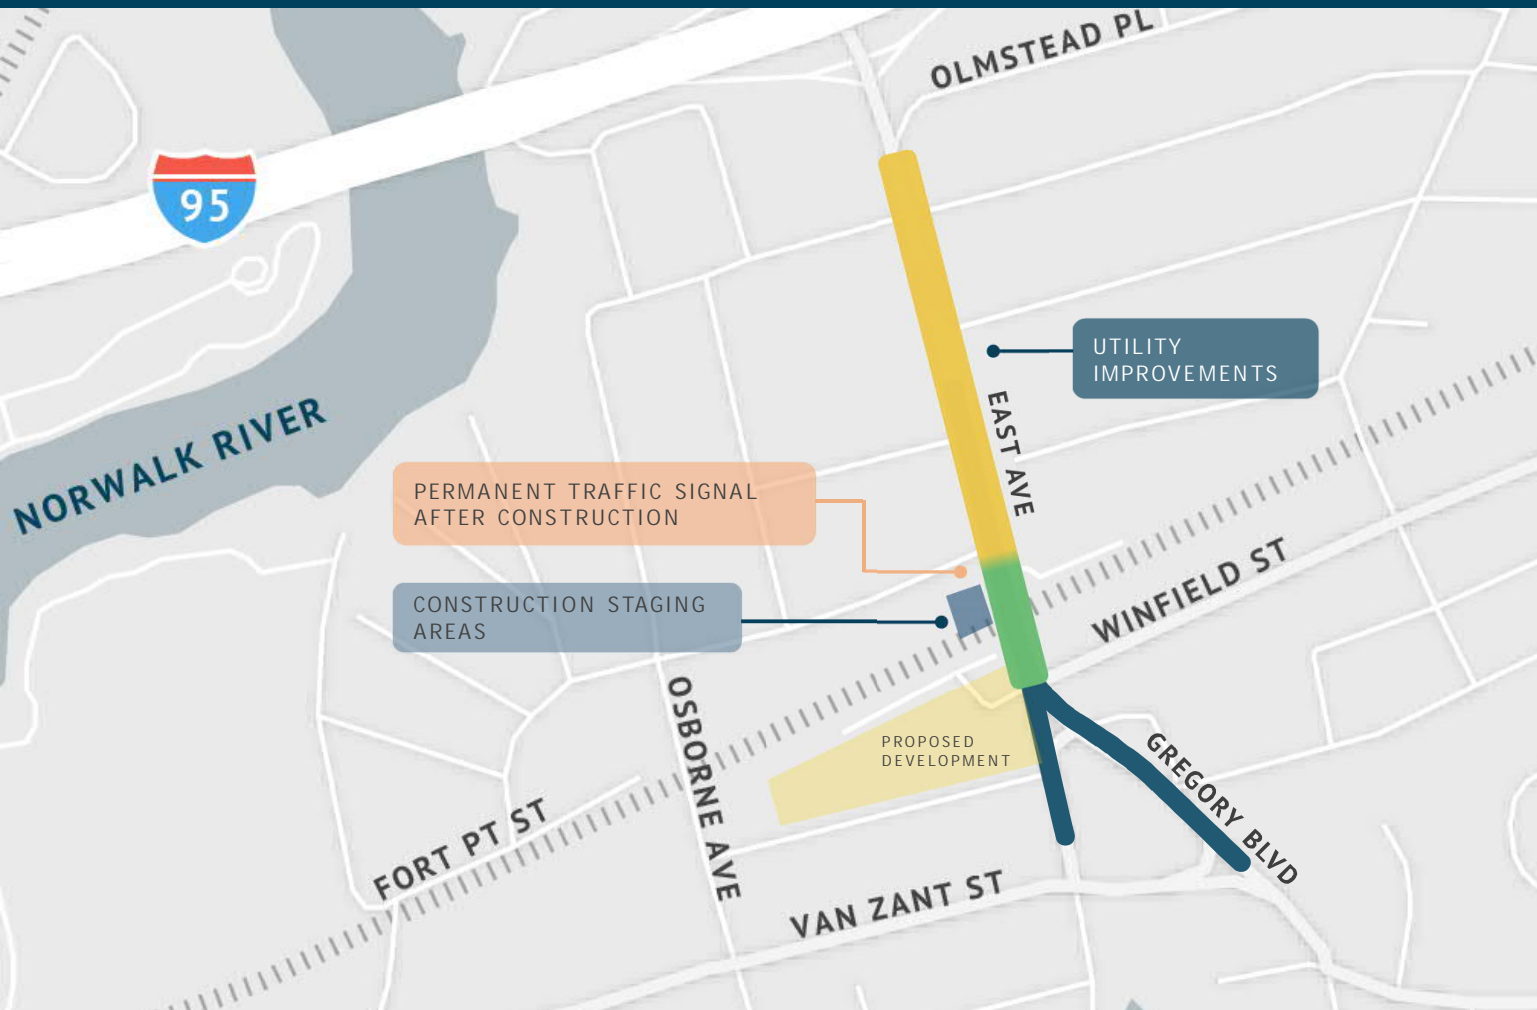 OLMSTEAD PL
95
UTILITY
IMPROVEMENTS
NORWALK RIVER
EAST AVE
PERMANENT TRAFFIC SIGNAL
AFTER CONSTRUCTION
WINFIELD ST
CONSTRUCTION STAGING
AREAS
OSBORNE AVE
PROPOSED
DEVELOPMENT
GREGORY BLVD
FORT PT ST
VAN ZANT ST